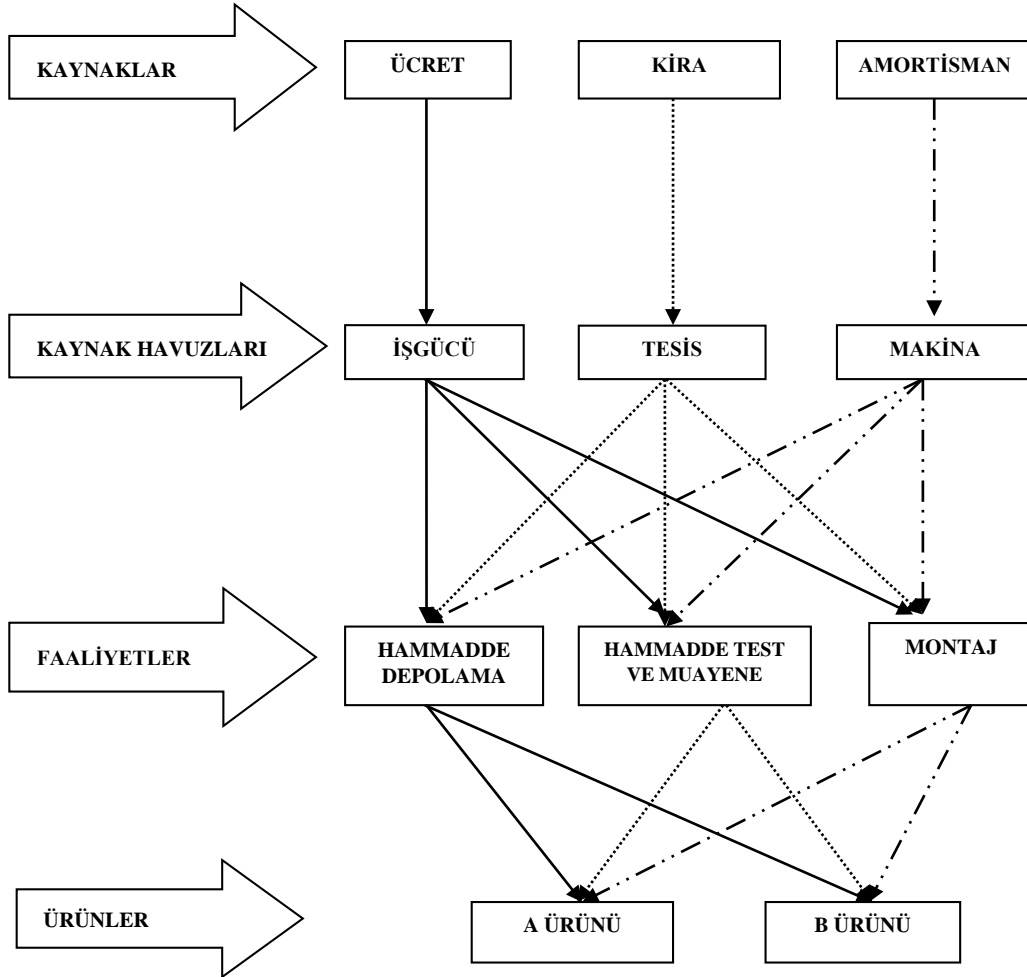 KAYNAKLAR
ÜCRET
KİRA
AMORTİSMAN
KAYNAK HAVUZLARI
İŞGÜCÜ
TESİS
MAKİNA
FAALİYETLER
HAMMADDE
DEPOLAMA
HAMMADDE TEST
VE MUAYENE
MONTAJ
ÜRÜNLER
A ÜRÜNÜ
B ÜRÜNÜ